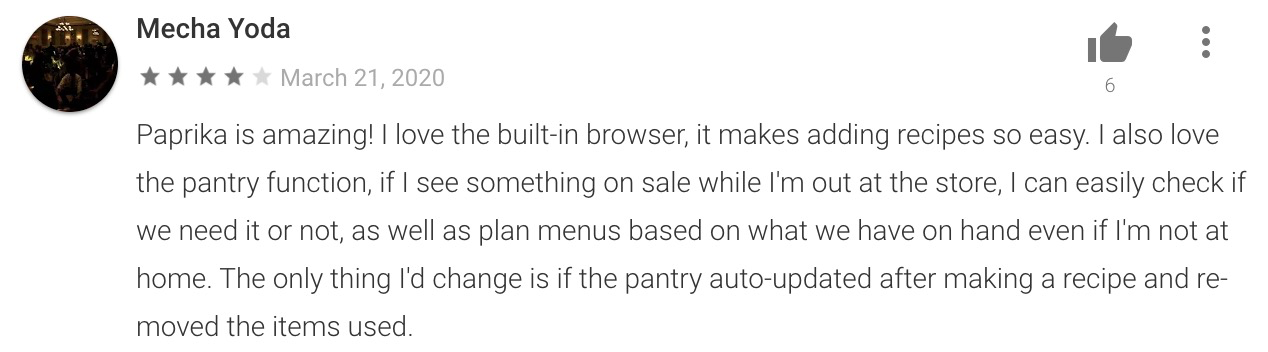 Mecha Yoda
March 21, 2020
6
Paprika is amazing! I love the built-in browser, it makes adding recipes so easy. I also love
the pantry function, if I see something on sale while I'm out at the store, I can easily check if
we need it or not, as well as plan menus based on what we have on hand even if I'm not at
home. The only thing I'd change is if the pantry auto-updated after making a recipe and re-
moved the items used.